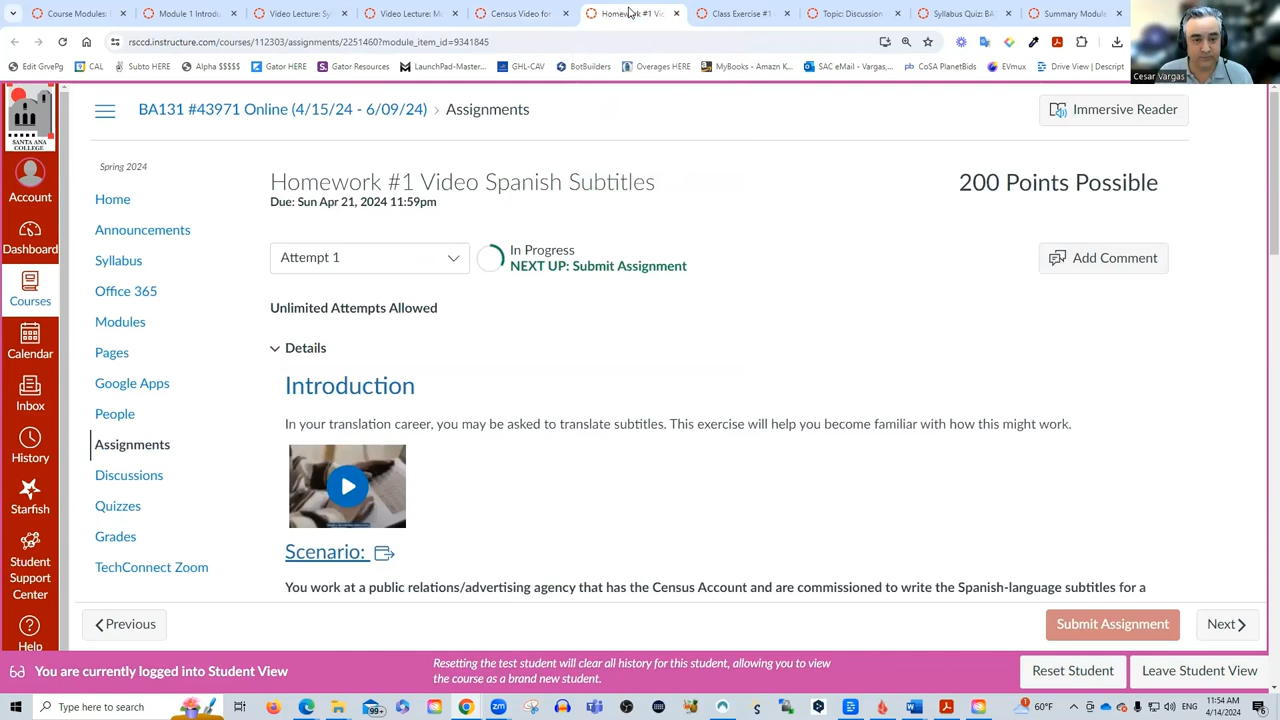 Course Modules:
Module 1 Introdu
Video Lecture: Sy
Video Lecture: Mo
Census Video for
Homework #1 Vi
Class Exercise #1
Topic: Discussion
Syllabus Quiz: BA
Summary Module
rsccd.instructure.com/courses/112303/assignments/2251460?module_item_id=9341845
Edit GrvePg
CAL
Subto HERE
Alpha $$$$$
Gator HERE
Gator Resources
LaunchPad-Master...
GHL-CAV
BotBuilders
Overages HERE
MyBooks - Amazn K...
SAC eMail - Vargas,...
CoSA PlanetBids
EVmux
Drive View | Descript
Cesar Vargas
SANTA ANA
COLLEGE
BA131 #43971 Online (4/15/24 - 6/09/24) › Assignments
Immersive Reader
Account
Dashboard
Courses
Calendar
Inbox
History
Starfish
Student
Support
Center
Help
Spring 2024
Home
Announcements
Syllabus
Office 365
Modules
Pages
Google Apps
People
Assignments
Discussions
Quizzes
Grades
TechConnect Zoom
Homework #1 Video Spanish Subtitles
Due: Sun Apr 21, 2024 11:59pm
200 Points Possible
Attempt 1
In Progress
NEXT UP: Submit Assignment
Add Comment
Unlimited Attempts Allowed
Details
Introduction
In your translation career, you may be asked to translate subtitles. This exercise will help you become familiar with how this might work.
Scenario:
You work at a public relations/advertising agency that has the Census Account and are commissioned to write the Spanish-language subtitles for a
Previous
Submit Assignment
Next
You are currently logged into Student View
Resetting the test student will clear all history for this student, allowing you to view
the course as a brand new student.
Reset Student
Leave Student View
Type here to search
99+
60°F
11:54 AM
4/14/2024